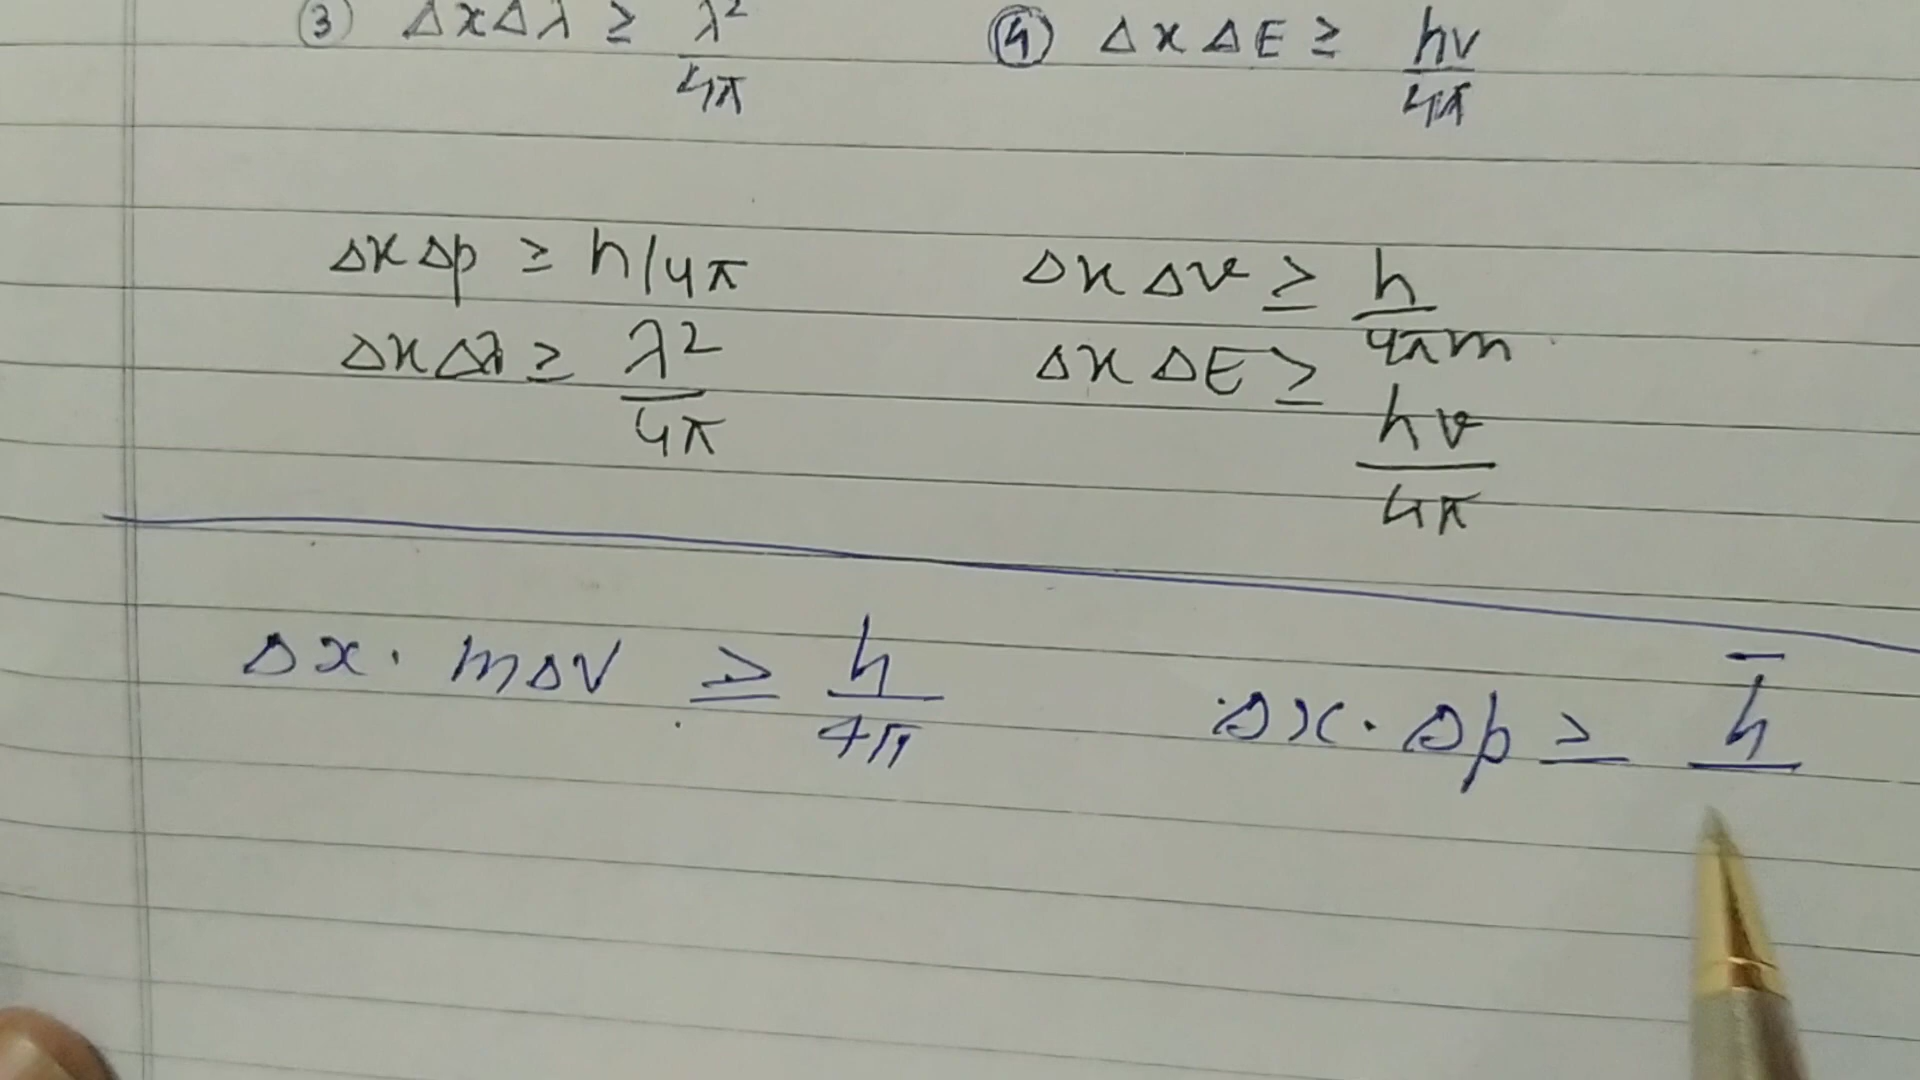 ③ ΔxΔλ ≥ λ²/4π ④ ΔxΔE ≥ hv/4π
ΔxΔp ≥ h/4π ΔxΔv ≥ h/4πm
ΔxΔλ ≥ λ²/4π ΔxΔE ≥ hv/4π
Δx · mΔv ≥ h/4π Δx · Δp ≥ h̄